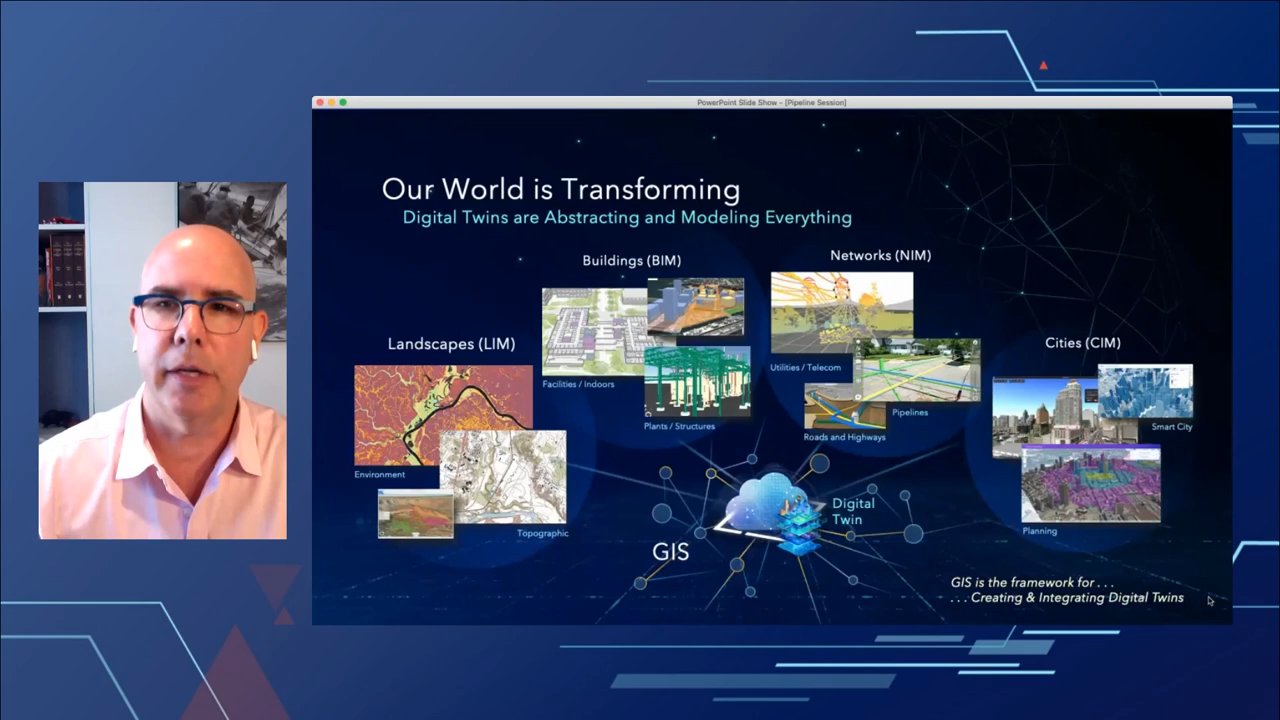 PowerPoint Slide Show - [Pipeline Session]
Our World is Transforming
Digital Twins are Abstracting and Modeling Everything
Landscapes (LIM)
Environment
Topographic
Buildings (BIM)
Facilities / Indoors
Plants / Structures
Networks (NIM)
Utilities / Telecom
Pipelines
Roads and Highways
Cities (CIM)
Smart City
Planning
GIS
Digital
Twin
GIS is the framework for . . .
. . . Creating & Integrating Digital Twins